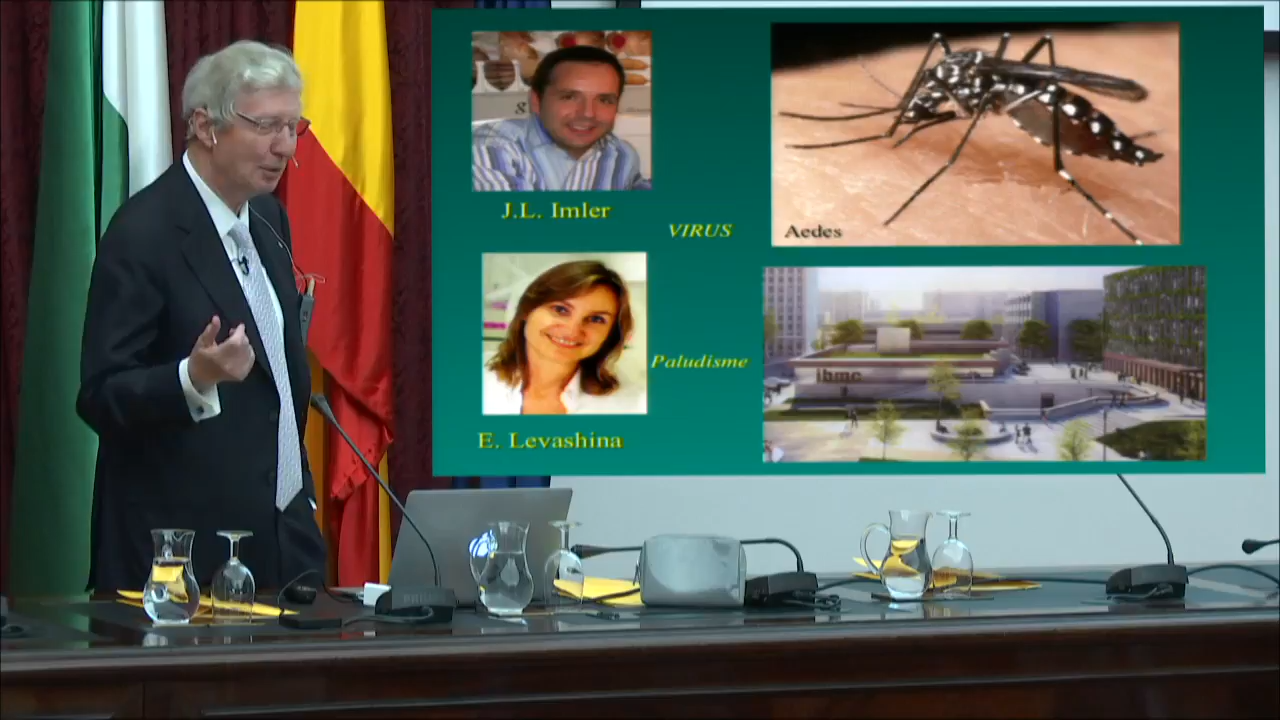 J.L. Imler
VIRUS
Aedes
E. Levashina
Paludisme
ibmc